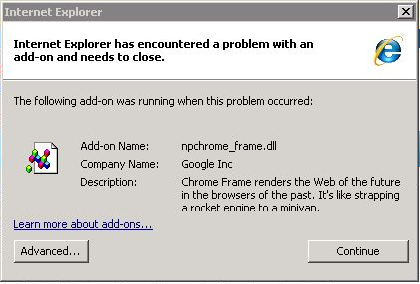 Internet Explorer
Internet Explorer has encountered a problem with an
add-on and needs to close.
The following add-on was running when this problem occurred:
Add-on Name: npchrome_frame.dll
Company Name: Google Inc
Description: Chrome Frame renders the Web of the future
in the browsers of the past. It's like strapping
a rocket engine to a minivan.
Learn more about add-ons...
Advanced... Continue